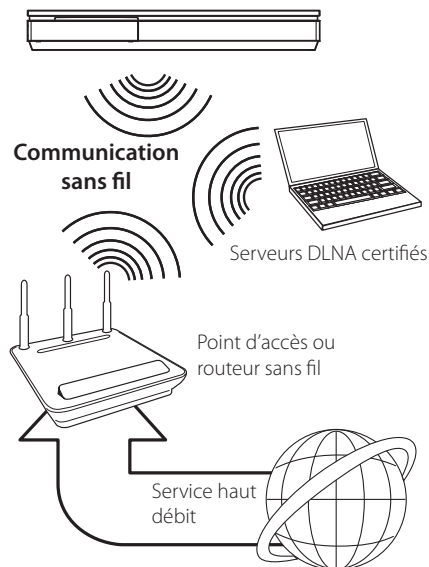 Communication
sans fil
Serveurs DLNA certifiés
Point d'accès ou
routeur sans fil
Service haut
débit